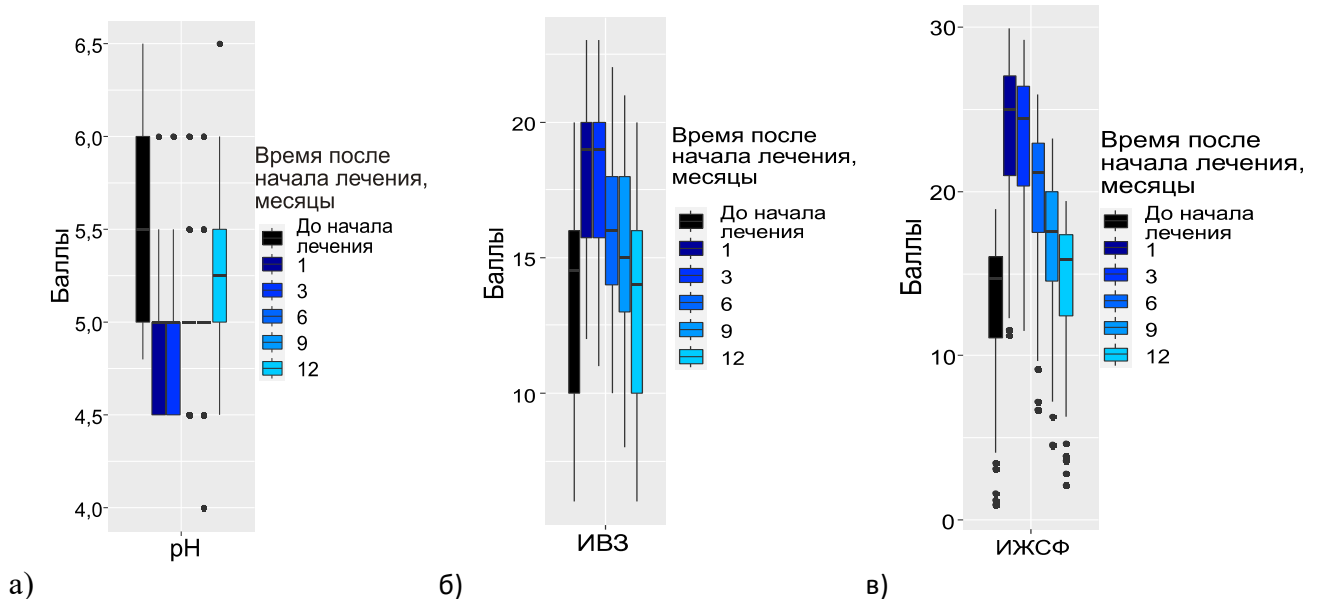 6,5
6,0
5,5
5,0
4,5
4,0
Баллы
pH
Время после
начала лечения,
месяцы
До начала
лечения
1
3
6
9
12
а)
20
15
10
Баллы
ИВЗ
Время после
начала лечения,
месяцы
До начала
лечения
1
3
6
9
12
б)
30
20
10
0
Баллы
ИЖСФ
Время после
начала лечения,
месяцы
До начала
лечения
1
3
6
9
12
в)